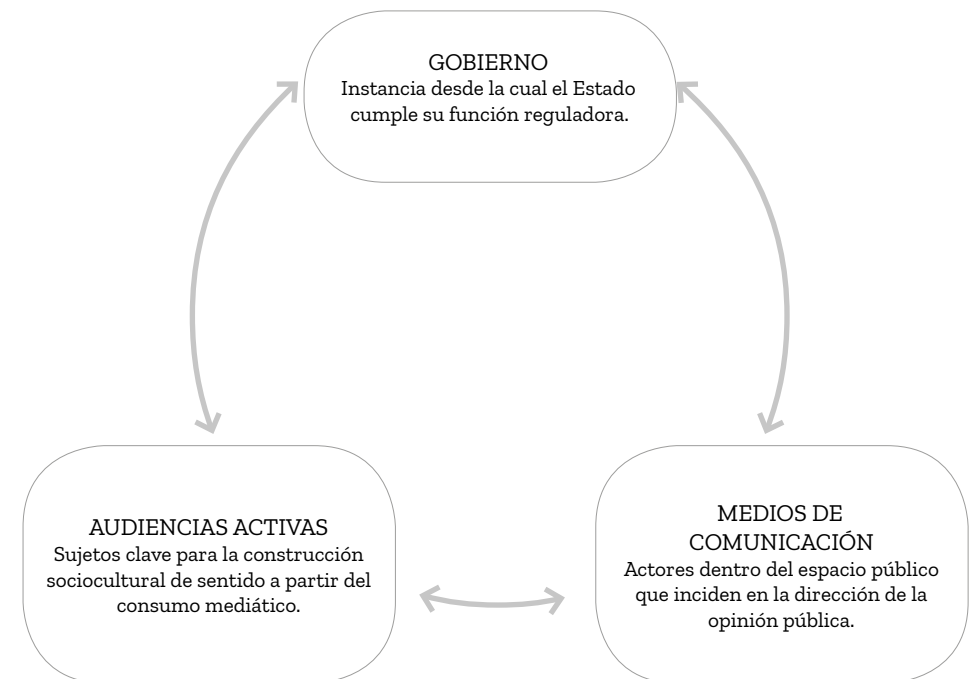 GOBIERNO
Instancia desde la cual el Estado
cumple su función reguladora.
AUDIENCIAS ACTIVAS
Sujetos clave para la construcción
sociocultural de sentido a partir del
consumo mediático.
MEDIOS DE
COMUNICACIÓN
Actores dentro del espacio público
que inciden en la dirección de la
opinión pública.